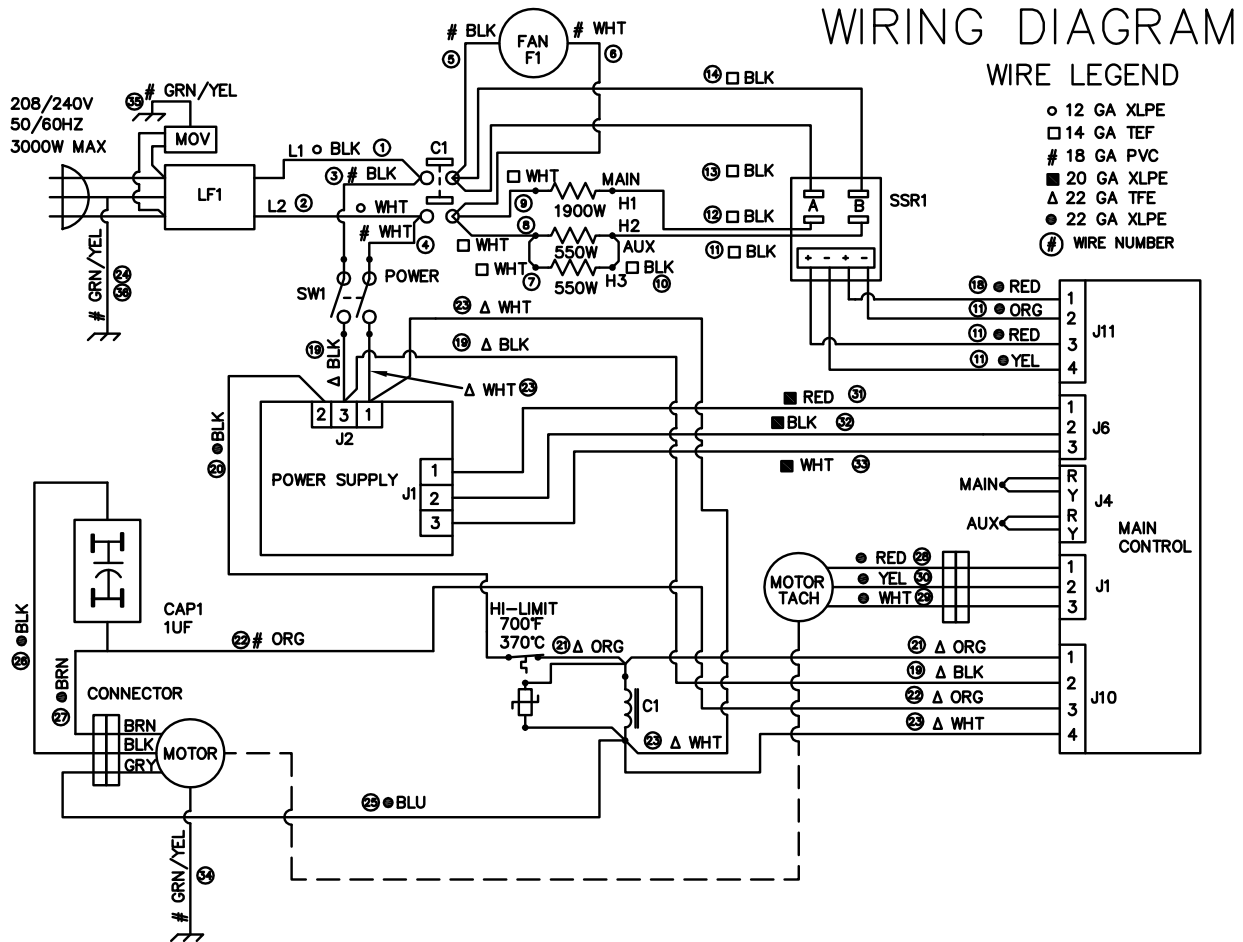 WIRING DIAGRAM
WIRE LEGEND
○ 12 GA XLPE
□ 14 GA TEF
# 18 GA PVC
■ 20 GA XLPE
△ 22 GA TFE
● 22 GA XLPE
(#) WIRE NUMBER
# BLK
5
FAN
F1
# WHT
6
208/240V
50/60HZ
3000W MAX
35 # GRN/YEL
MOV
LF1
L1 ○ BLK 1
L2 2
○ WHT
3 # BLK
# WHT
4
C1
14 □ BLK
13 □ BLK
12 □ BLK
11 □ BLK
□ WHT
9
MAIN
1900W
H1
8
□ WHT
550W
H2
AUX
□ WHT
7
550W
H3
□ BLK
10
A
B
SSR1
- + - +
# GRN/YEL
24
36
SW1
POWER
23 △ WHT
19 △ BLK
19 △ BLK
△ WHT 23
18 ● RED
11 ● ORG
11 ● RED
11 ● YEL
1
2
3
4
J11
2 3 1
J2
POWER SUPPLY
J1
1
2
3
20 ● BLK
■ RED 31
■ BLK 32
■ WHT 33
1
2
3
J6
MAIN
AUX
R
Y
R
Y
J4
MAIN
CONTROL
MOTOR
TACH
● RED 28
● YEL 30
● WHT 29
1
2
3
J1
CAP1
1UF
26 ● BLK
22 # ORG
27 ● BRN
HI-LIMIT
700°F
370°C
21 △ ORG
C1
23 △ WHT
21 △ ORG
19 △ BLK
22 △ ORG
23 △ WHT
1
2
3
4
J10
CONNECTOR
BRN
BLK
GRY
MOTOR
25 ● BLU
# GRN/YEL
34